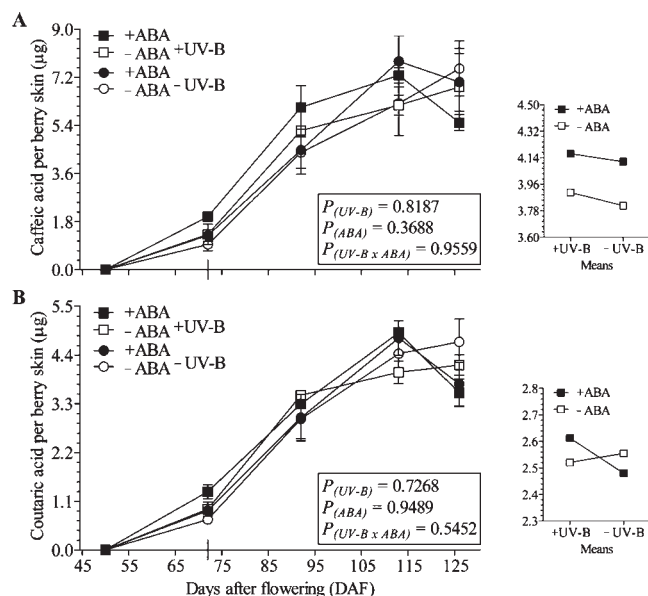 A
Caffeic acid per berry skin (µg)
9.0
7.2
5.4
3.6
1.8
0.0
+ABA
−ABA +UV-B
+ABA
−ABA −UV-B
P(UV-B) = 0.8187
P(ABA) = 0.3688
P(UV-B x ABA) = 0.9559
4.50
4.32
4.14
3.96
3.78
3.60
+ABA
−ABA
+UV-B −UV-B
Means
B
Coutaric acid per berry skin (µg)
5.5
4.4
3.3
2.2
1.1
0.0
+ABA
−ABA +UV-B
+ABA
−ABA −UV-B
P(UV-B) = 0.7268
P(ABA) = 0.9489
P(UV-B x ABA) = 0.5452
45 55 65 75 85 95 105 115 125
Days after flowering (DAF)
2.8
2.7
2.6
2.5
2.4
2.3
+ABA
−ABA
+UV-B −UV-B
Means